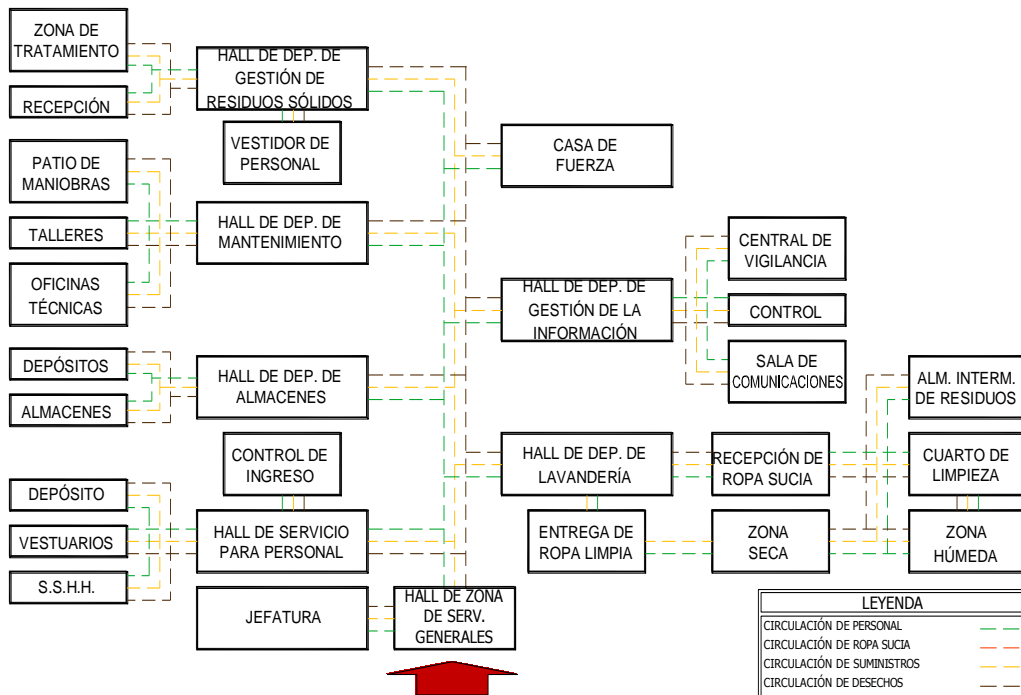 ZONA DE
TRATAMIENTO
RECEPCIÓN
HALL DE DEP. DE
GESTIÓN DE
RESIDUOS SÓLIDOS
VESTIDOR DE
PERSONAL
CASA DE
FUERZA
PATIO DE
MANIOBRAS
TALLERES
OFICINAS
TÉCNICAS
HALL DE DEP. DE
MANTENIMIENTO
HALL DE DEP. DE
GESTIÓN DE LA
INFORMACIÓN
CENTRAL DE
VIGILANCIA
CONTROL
SALA DE
COMUNICACIONES
DEPÓSITOS
ALMACENES
HALL DE DEP. DE
ALMACENES
ALM. INTERM.
DE RESIDUOS
CONTROL DE
INGRESO
HALL DE DEP. DE
LAVANDERÍA
RECEPCIÓN DE
ROPA SUCIA
CUARTO DE
LIMPIEZA
DEPÓSITO
VESTUARIOS
S.S.H.H.
HALL DE SERVICIO
PARA PERSONAL
ENTREGA DE
ROPA LIMPIA
ZONA
SECA
ZONA
HÚMEDA
JEFATURA
HALL DE ZONA
DE SERV.
GENERALES
LEYENDA
CIRCULACIÓN DE PERSONAL
CIRCULACIÓN DE ROPA SUCIA
CIRCULACIÓN DE SUMINISTROS
CIRCULACIÓN DE DESECHOS